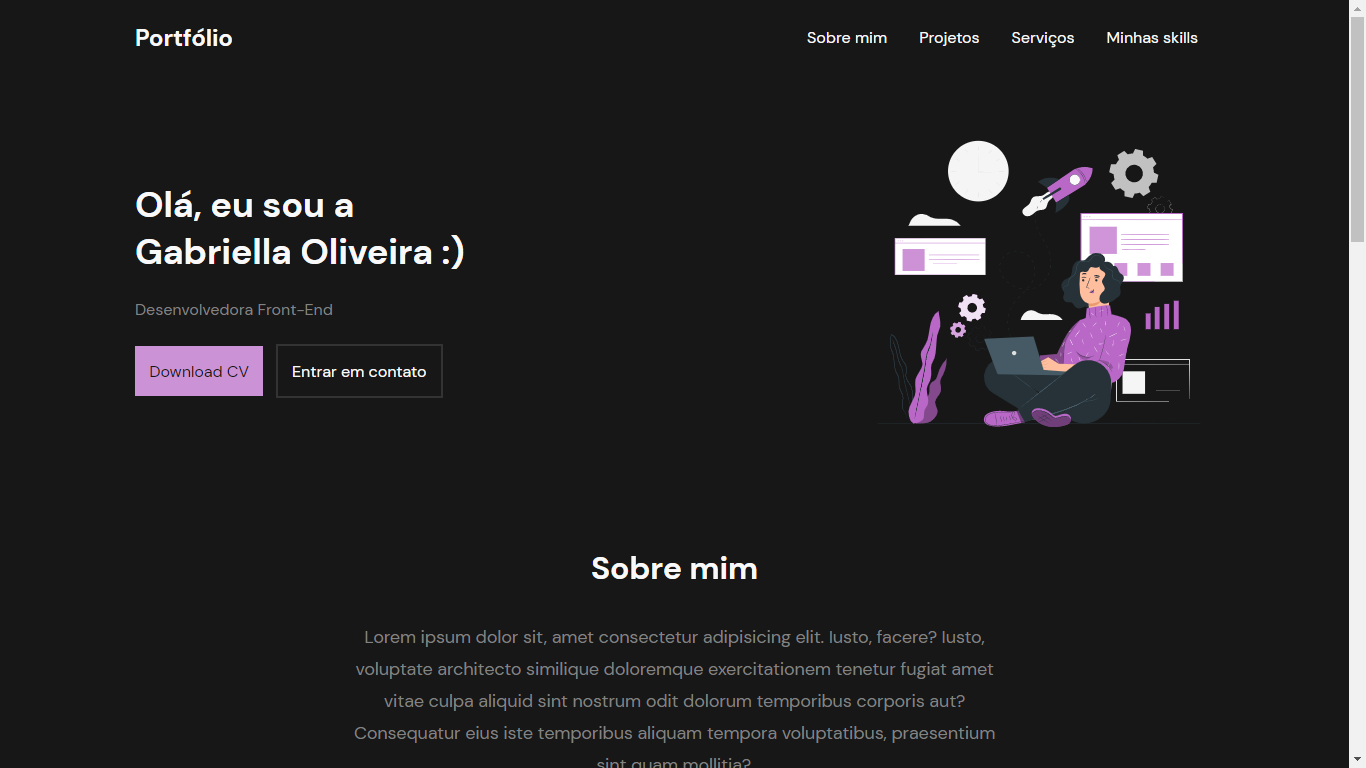 Portfólio
Sobre mim
Projetos
Serviços
Minhas skills
Olá, eu sou a
Gabriella Oliveira :)
Desenvolvedora Front-End
Download CV
Entrar em contato
Sobre mim
Lorem ipsum dolor sit, amet consectetur adipisicing elit. Iusto, facere? Iusto,
voluptate architecto similique doloremque exercitationem tenetur fugiat amet
vitae culpa aliquid sint nostrum odit dolorum temporibus corporis aut?
Consequatur eius iste temporibus aliquam tempora voluptatibus, praesentium
sint quam mollitia?